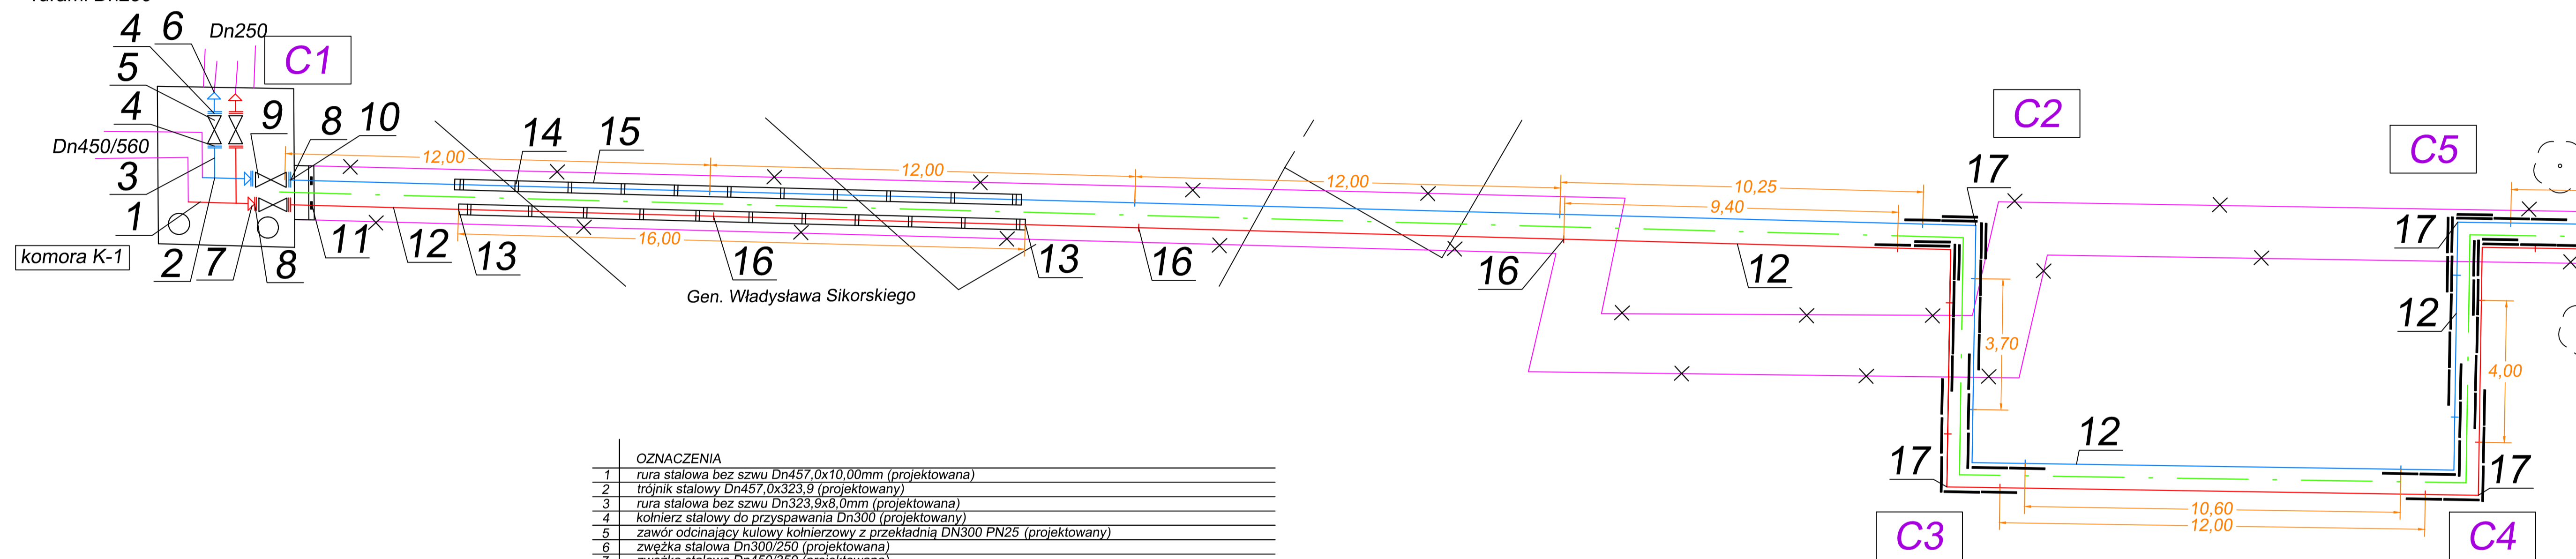 4
6
Dn250
C1
5
4
9
8
10
Dn450/560
3
1
komora K-1
2
7
8
11
12
13
14
15
12,00
12,00
12,00
10,25
9,40
16,00
16
13
16
16
12
Gen. Władysława Sikorskiego
C2
17
C5
17
12
3,70
4,00
12
17
17
10,60
12,00
C3
C4
OZNACZENIA
1 rura stalowa bez szwu Dn457,0x10,00mm (projektowana)
2 trójnik stalowy Dn457,0x323,9 (projektowany)
3 rura stalowa bez szwu Dn323,9x8,0mm (projektowana)
4 kołnierz stalowy do przyspawania Dn300 (projektowany)
5 zawór odcinający kulowy kołnierzowy z przekładnią DN300 PN25 (projektowany)
6 zwężka stalowa Dn300/250 (projektowana)